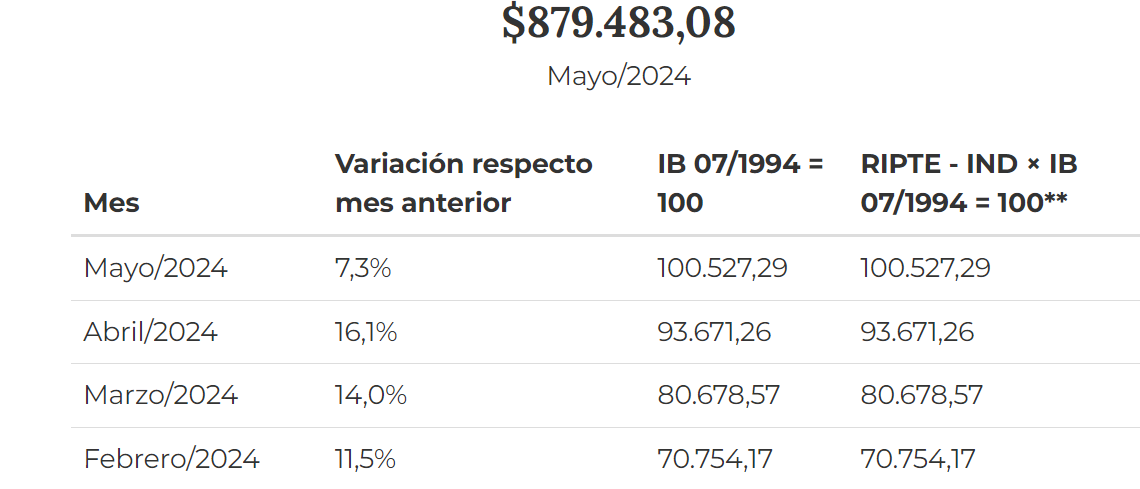 $879.483,08
Mayo/2024
Mes Variación respecto mes anterior IB 07/1994 = 100 RIPTE - IND × IB 07/1994 = 100**
Mayo/2024 7,3% 100.527,29 100.527,29
Abril/2024 16,1% 93.671,26 93.671,26
Marzo/2024 14,0% 80.678,57 80.678,57
Febrero/2024 11,5% 70.754,17 70.754,17